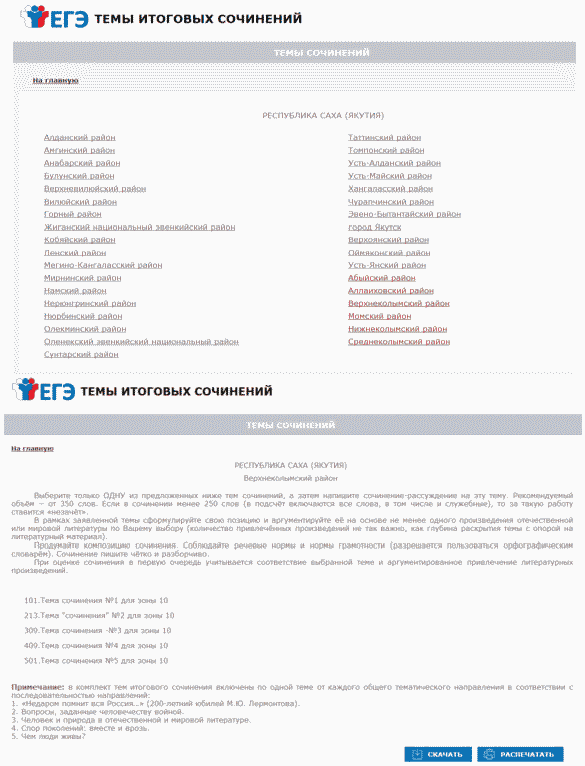 ЕГЭ ТЕМЫ ИТОГОВЫХ СОЧИНЕНИЙ
ТЕМЫ СОЧИНЕНИЙ
На главную
РЕСПУБЛИКА САХА (ЯКУТИЯ)
Алданский район
Амгинский район
Анабарский район
Булунский район
Верхневилюйский район
Вилюйский район
Горный район
Жиганский национальный эвенкийский район
Кобяйский район
Ленский район
Мегино-Кангаласский район
Мирнинский район
Намский район
Нерюнгринский район
Нюрбинский район
Олекминский район
Оленекский эвенкийский национальный район
Сунтарский район
Таттинский район
Томпонский район
Усть-Алданский район
Усть-Майский район
Хангаласский район
Чурапчинский район
Эвено-Бытантайский район
город Якутск
Верхоянский район
Оймяконский район
Усть-Янский район
Абыйский район
Аллаиховский район
Верхнеколымский район
Момский район
Нижнеколымский район
Среднеколымский район
ЕГЭ ТЕМЫ ИТОГОВЫХ СОЧИНЕНИЙ
ТЕМЫ СОЧИНЕНИЙ
На главную
РЕСПУБЛИКА САХА (ЯКУТИЯ)
Верхнеколымский район
Выберите только ОДНУ из предложенных ниже тем сочинений, а затем напишите сочинение-рассуждение на эту тему. Рекомендуемый
объём – от 350 слов. Если в сочинении менее 250 слов (в подсчёт включаются все слова, в том числе и служебные), то за такую работу
ставится «незачёт».
В рамках заявленной темы сформулируйте свою позицию и аргументируйте её на основе не менее одного произведения отечественной
или мировой литературы по Вашему выбору (количество привлечённых произведений не так важно, как глубина раскрытия темы с опорой на
литературный материал).
Продумайте композицию сочинения. Соблюдайте речевые нормы и нормы грамотности (разрешается пользоваться орфографическим
словарём). Сочинение пишите чётко и разборчиво.
При оценке сочинения в первую очередь учитывается соответствие выбранной теме и аргументированное привлечение литературных
произведений.
101.Тема сочинения №1 для зоны 10
213.Тема "сочинения" №2 для зоны 10
309.Тема сочинения -№3 для зоны 10
409.Тема сочинения №4 для зоны 10
501.Тема сочинения №5 для зоны 10
Примечание: в комплект тем итогового сочинения включены по одной теме от каждого общего тематического направления в соответствии с
последовательностью направлений:
1. «Недаром помнит вся Россия…» (200-летний юбилей М.Ю. Лермонтова).
2. Вопросы, заданные человечеству войной.
3. Человек и природа в отечественной и мировой литературе.
4. Спор поколений: вместе и врозь.
5. Чем люди живы?
СКАЧАТЬ РАСПЕЧАТАТЬ